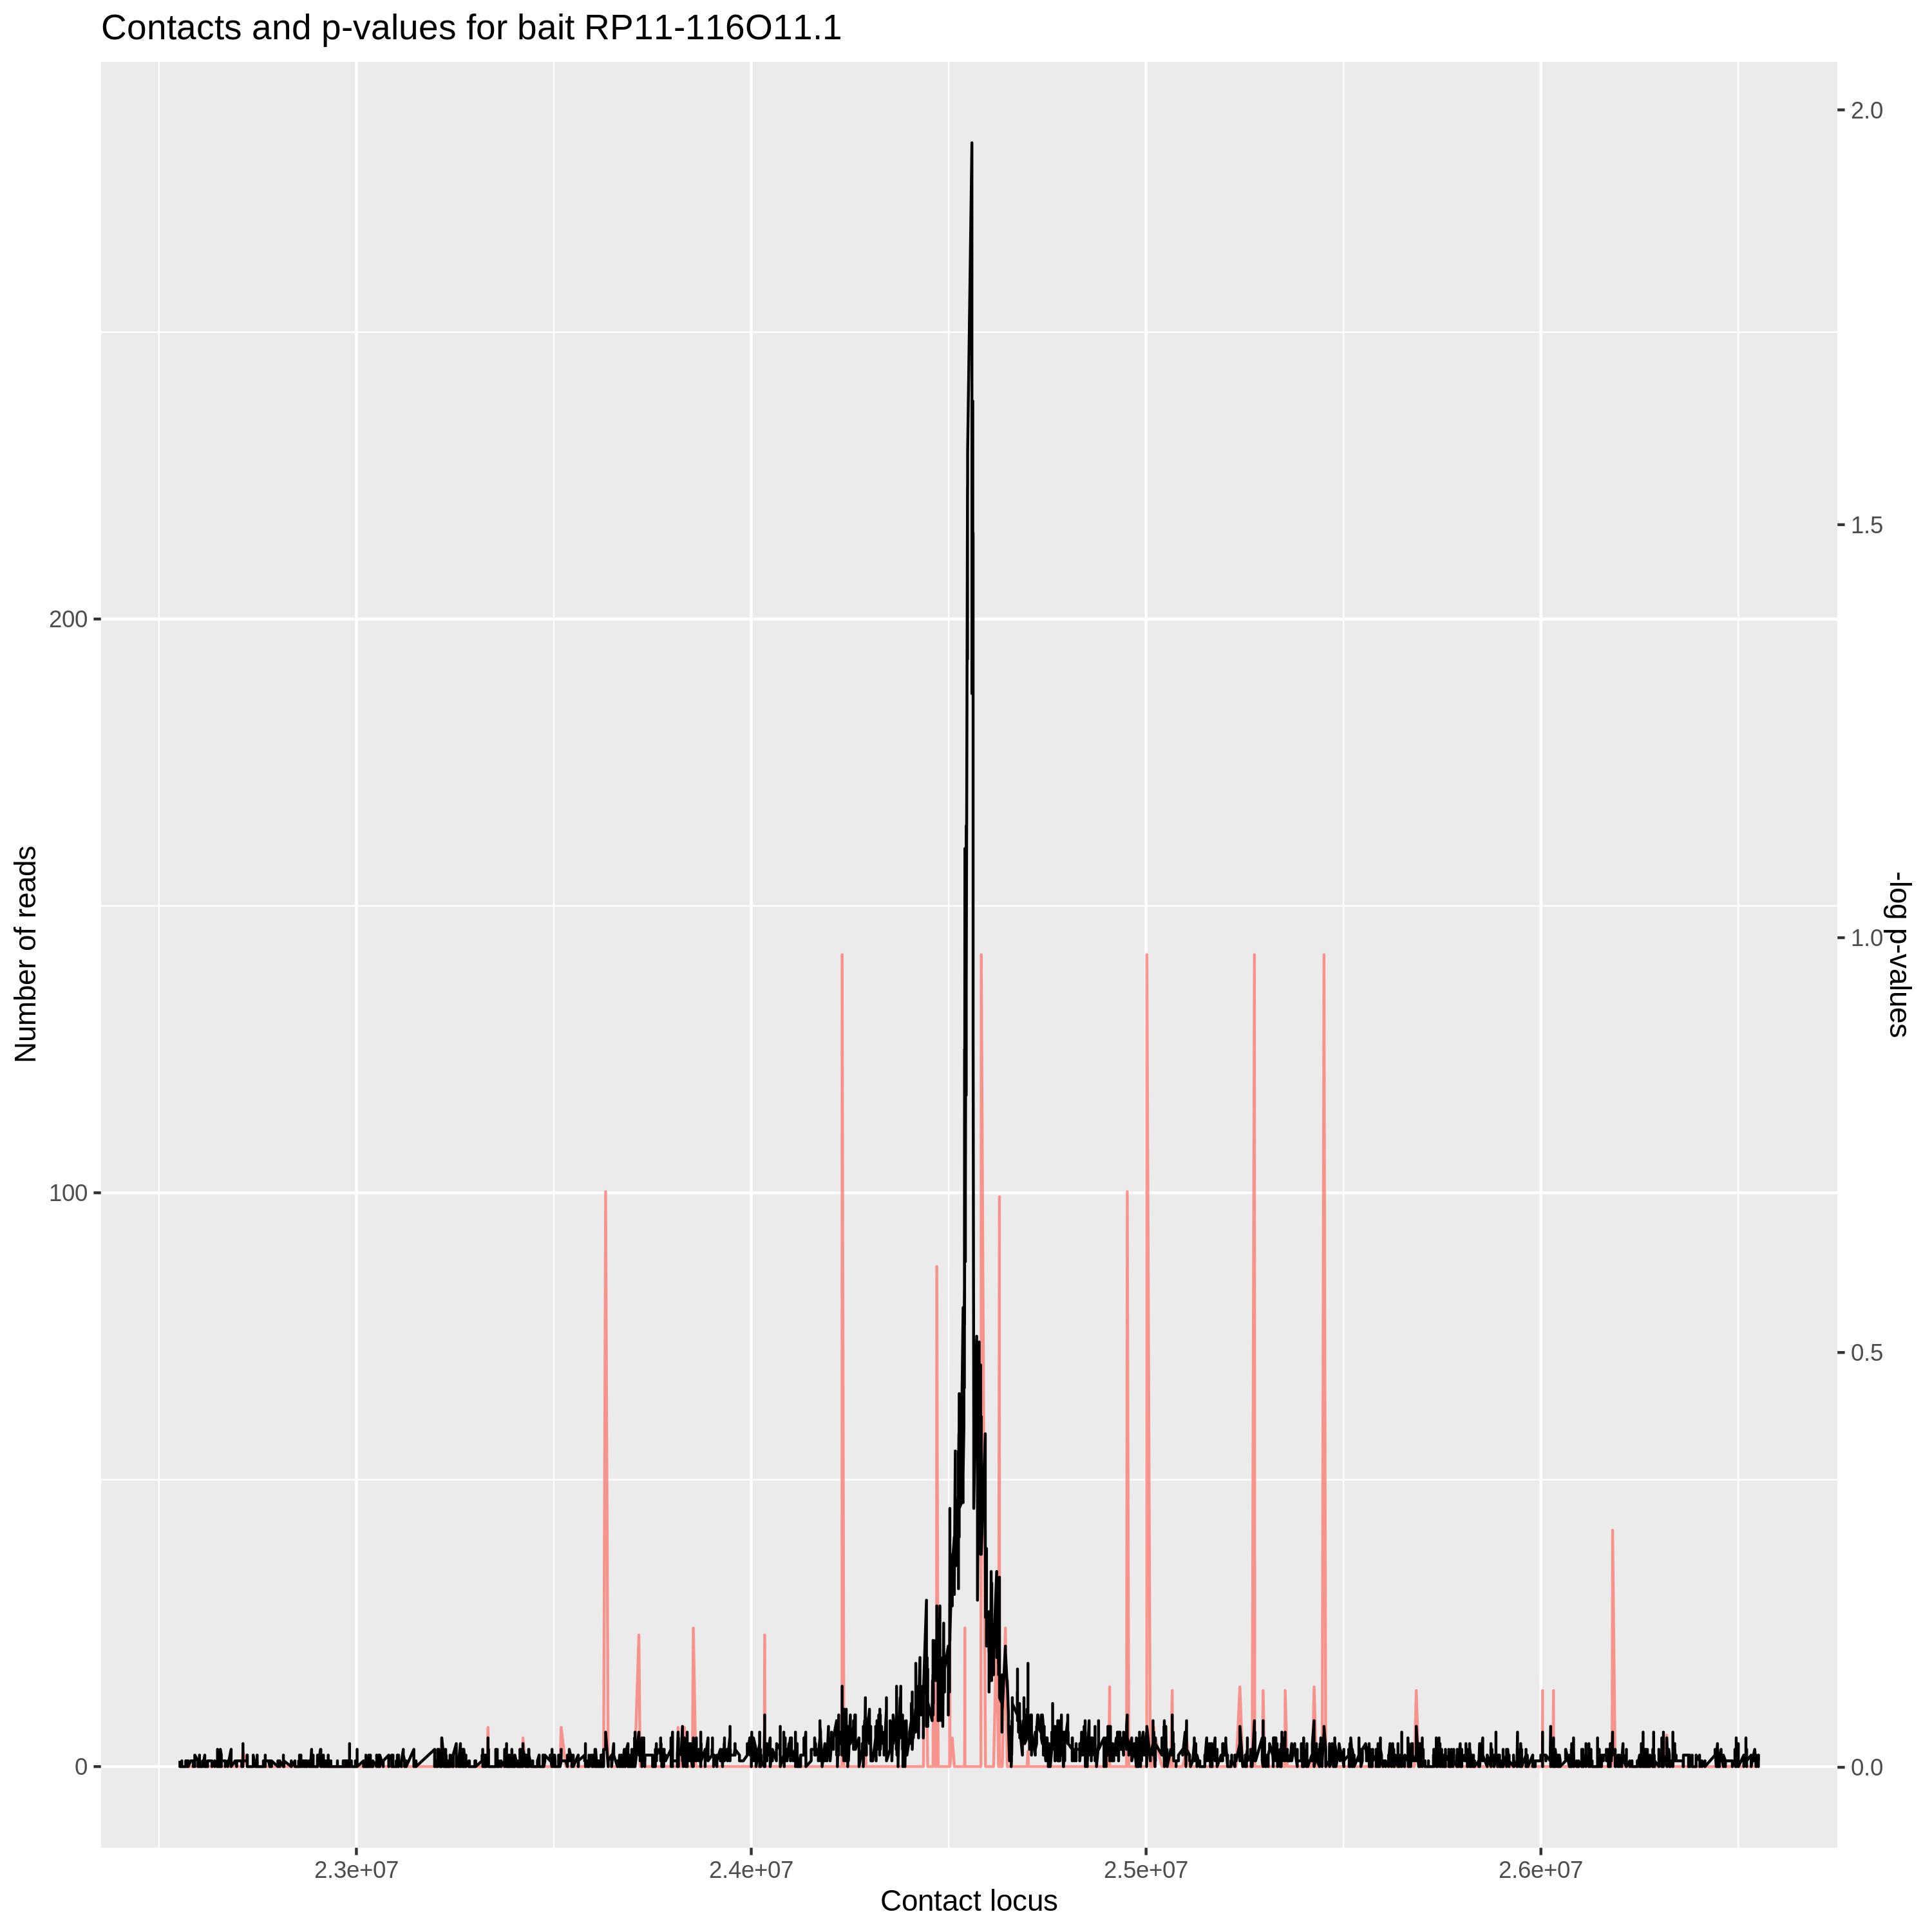 Contacts and p-values for bait RP11-116O11.1
Number of reads
200
100
0
2.0
1.5
1.0
0.5
0.0
-log p-values
2.3e+07
2.4e+07
2.5e+07
2.6e+07
Contact locus